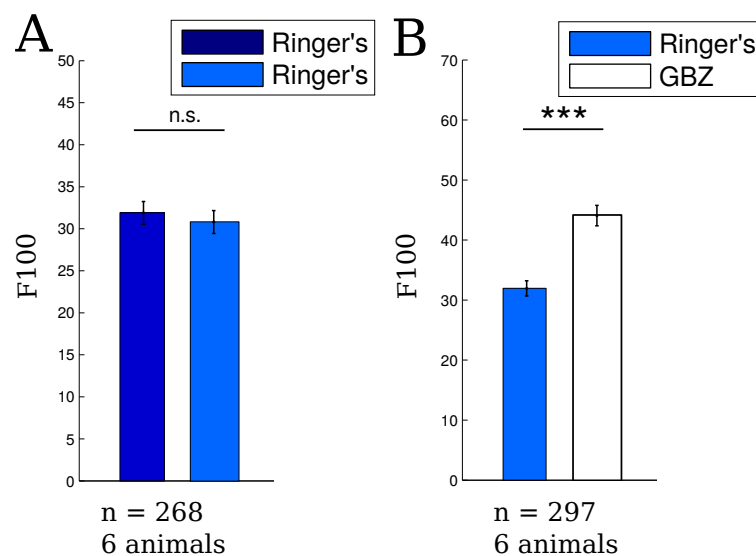 A
Ringer's
Ringer's
n.s.
50
45
40
35
30
25
20
15
10
5
0
F100
n = 268
6 animals
B
Ringer's
GBZ
***
70
60
50
40
30
20
10
0
F100
n = 297
6 animals